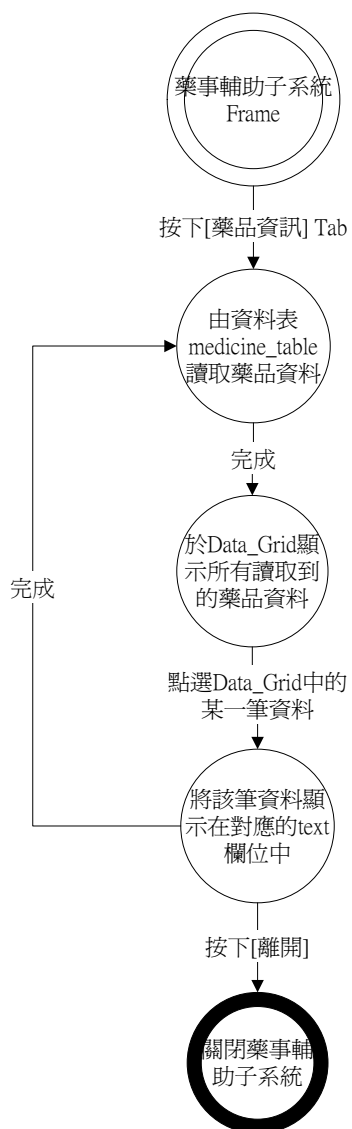 藥事輔助子系統
Frame
按下[藥品資訊] Tab
由資料表
medicine_table
讀取藥品資料
完成
於Data_Grid顯
示所有讀取到
的藥品資料
完成
點選Data_Grid中的
某一筆資料
將該筆資料顯
示在對應的text
欄位中
按下[離開]
關閉藥事輔
助子系統